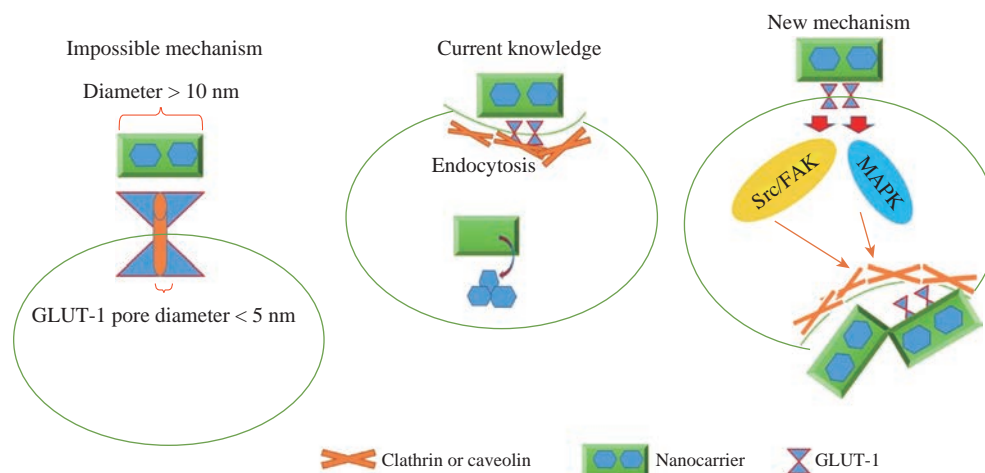 Impossible mechanism
Diameter > 10 nm
GLUT-1 pore diameter < 5 nm
Current knowledge
Endocytosis
New mechanism
Src/FAK
MAPK
Clathrin or caveolin
Nanocarrier
GLUT-1